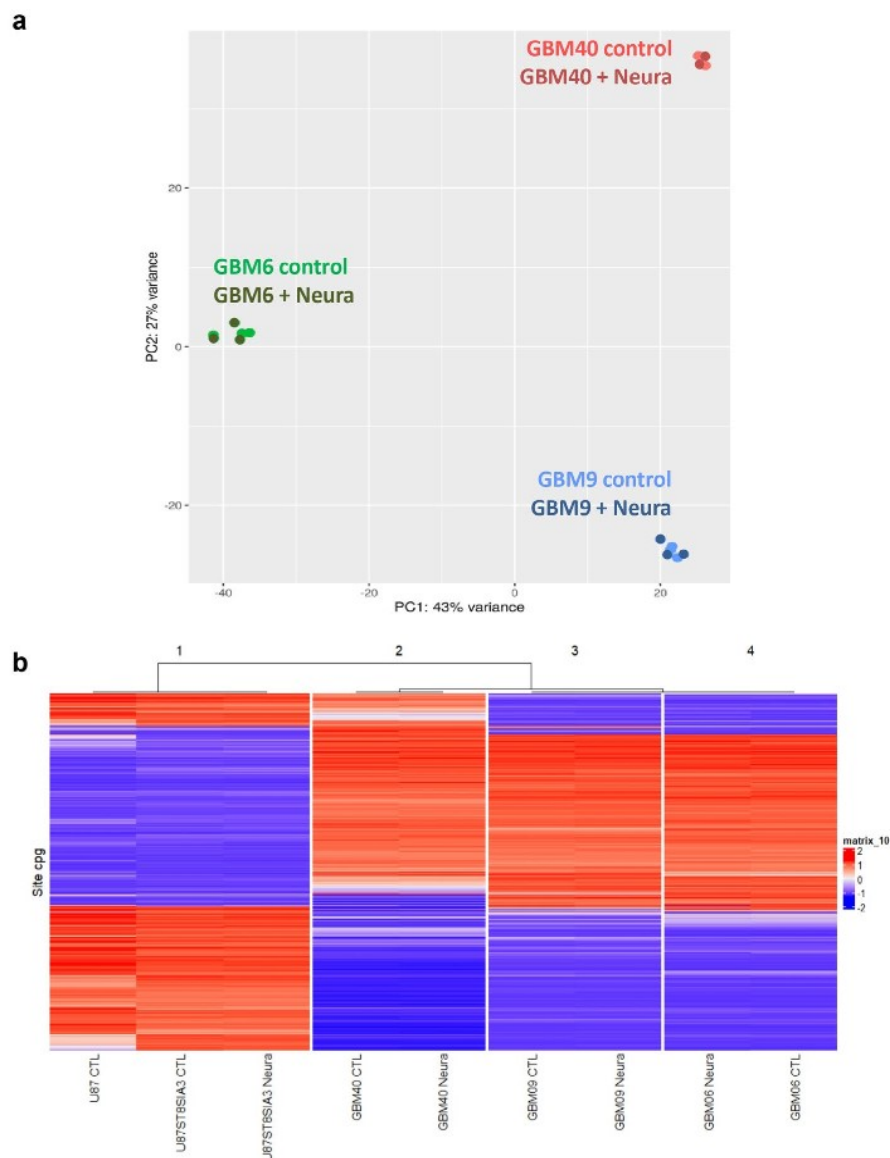 a
GBM40 control
GBM40 + Neura
20
GBM6 control
GBM6 + Neura
PC2: 27% variance
0
GBM9 control
GBM9 + Neura
-20
-40
-20
0
20
PC1: 43% variance
b
1
2
3
4
Site cpg
matrix_10
2
1
0
-1
-2
U87 CTL
U87ST8SIA3 CTL
U87ST8SIA3 Neura
GBM40 CTL
GBM40 Neura
GBM09 CTL
GBM09 Neura
GBM06 Neura
GBM06 CTL